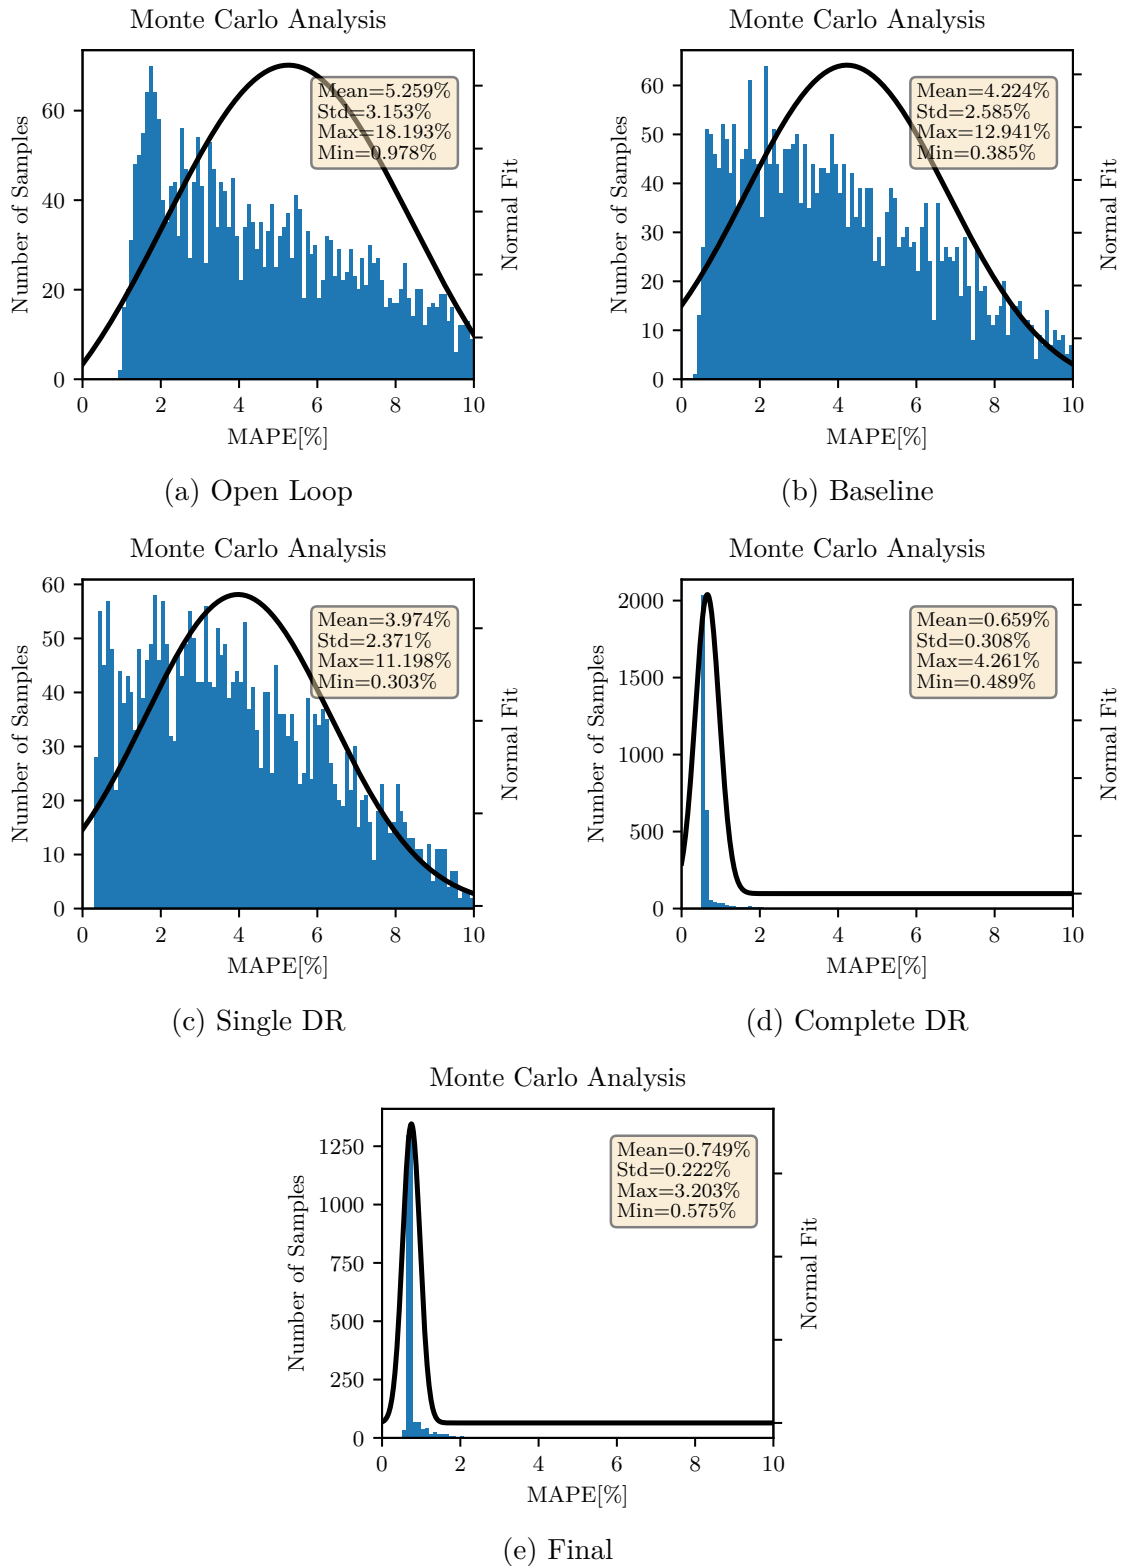 Monte Carlo Analysis
Number of Samples
60
40
20
0
Mean=5.259%
Std=3.153%
Max=18.193%
Min=0.978%
Normal Fit
0 2 4 6 8 10
MAPE[%]
(a) Open Loop
Monte Carlo Analysis
Number of Samples
60
50
40
30
20
10
0
Mean=4.224%
Std=2.585%
Max=12.941%
Min=0.385%
Normal Fit
0 2 4 6 8 10
MAPE[%]
(b) Baseline
Monte Carlo Analysis
Number of Samples
60
50
40
30
20
10
0
Mean=3.974%
Std=2.371%
Max=11.198%
Min=0.303%
Normal Fit
0 2 4 6 8 10
MAPE[%]
(c) Single DR
Monte Carlo Analysis
Number of Samples
2000
1500
1000
500
0
Mean=0.659%
Std=0.308%
Max=4.261%
Min=0.489%
Normal Fit
0 2 4 6 8 10
MAPE[%]
(d) Complete DR
Monte Carlo Analysis
Number of Samples
1250
1000
750
500
250
0
Mean=0.749%
Std=0.222%
Max=3.203%
Min=0.575%
Normal Fit
0 2 4 6 8 10
MAPE[%]
(e) Final